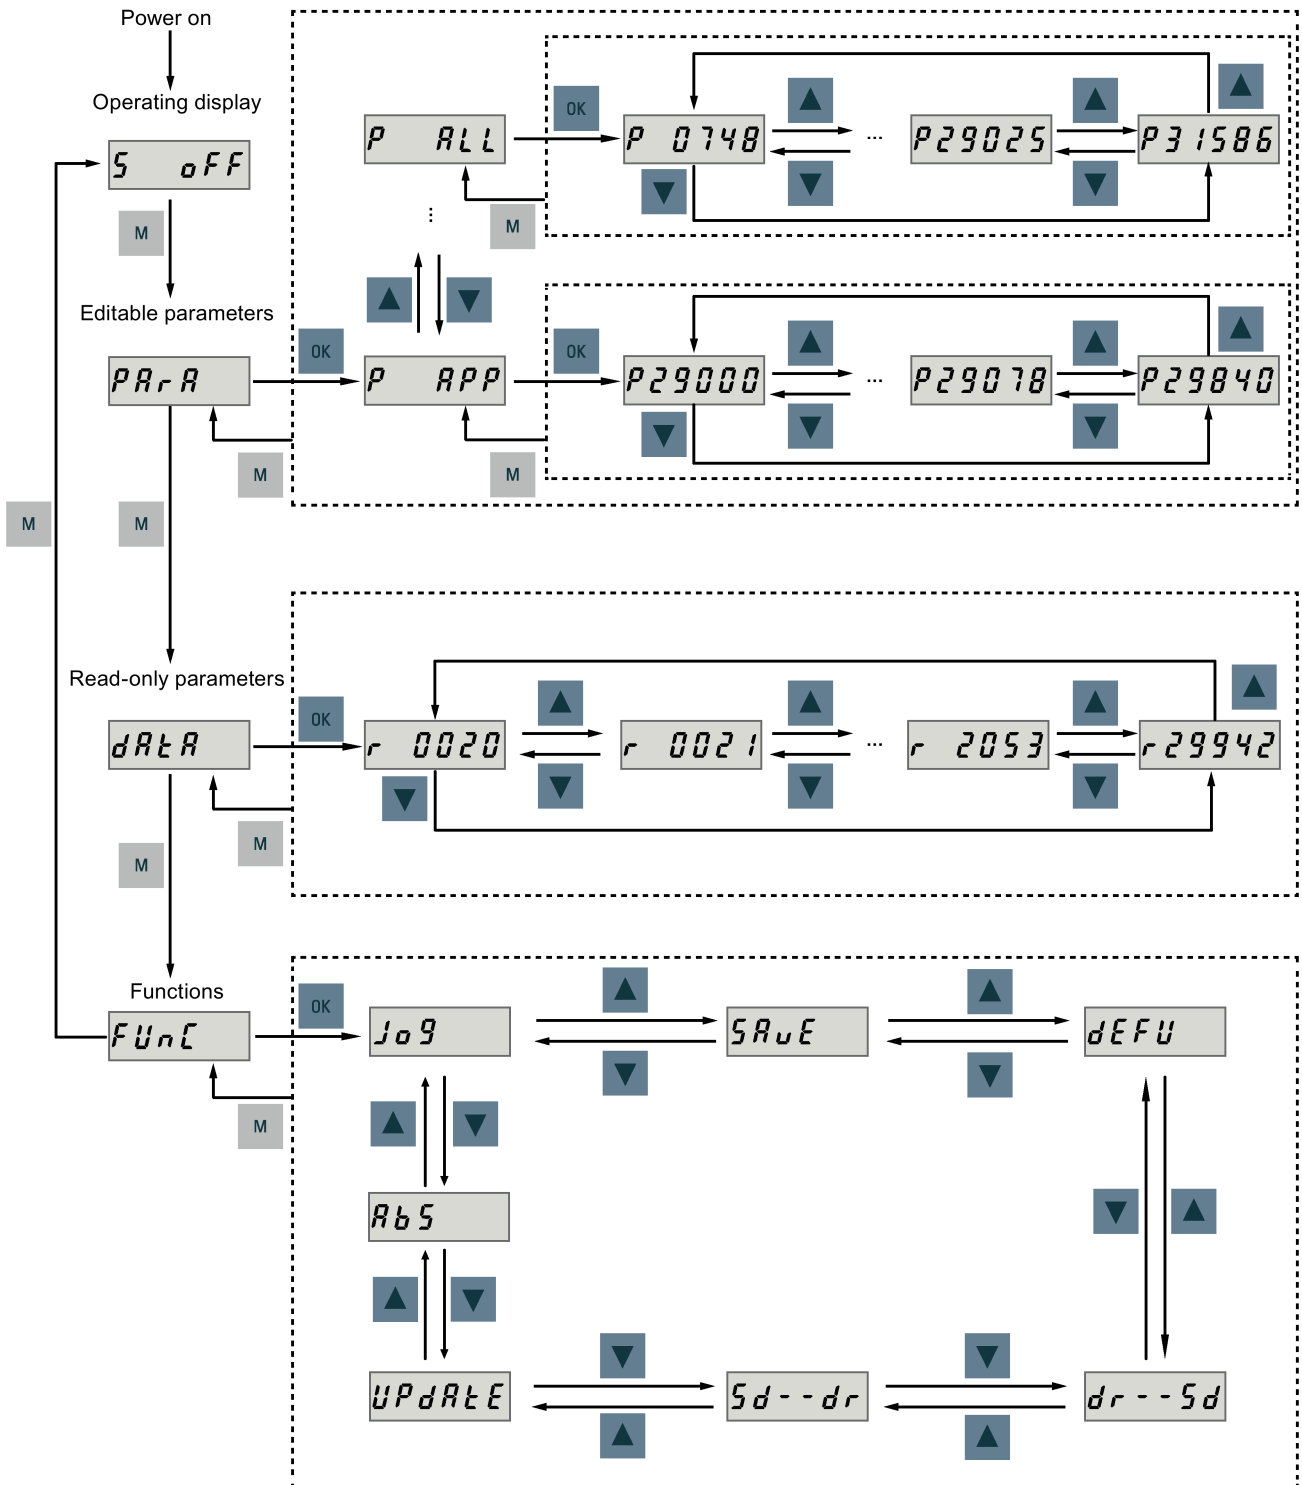 Power on
Operating display
S oFF
M
Editable parameters
PArA
OK
M
P ALL
OK
M
P 0748
...
P29025
P31586
...
P APP
OK
M
P29000
...
P29078
P29840
M
M
Read-only parameters
dAtA
OK
M
r 0020
r 0021
...
r 2053
r29942
M
Functions
FUnC
OK
M
JoG
SAvE
dEFU
AbS
UPdAtE
Sd--dr
dr--Sd